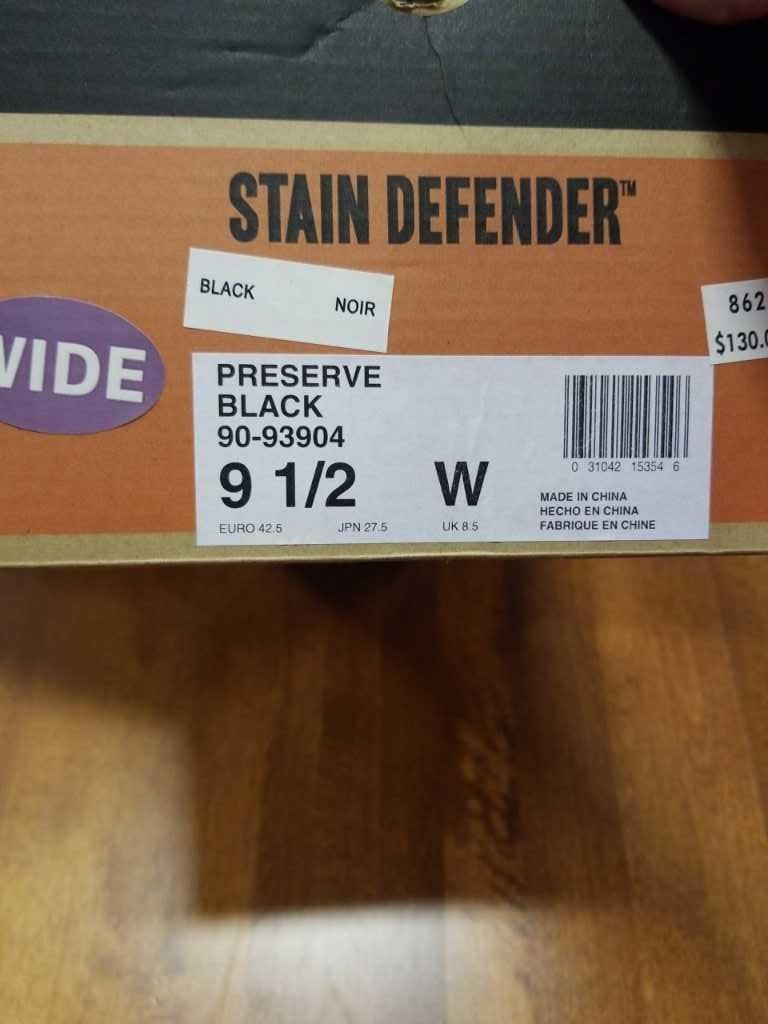 STAIN DEFENDER™
BLACK NOIR
WIDE
862
$130.
PRESERVE
BLACK
90-93904
9 1/2 W
EURO 42.5 JPN 27.5 UK 8.5
0 31042 15354 6
MADE IN CHINA
HECHO EN CHINA
FABRIQUE EN CHINE